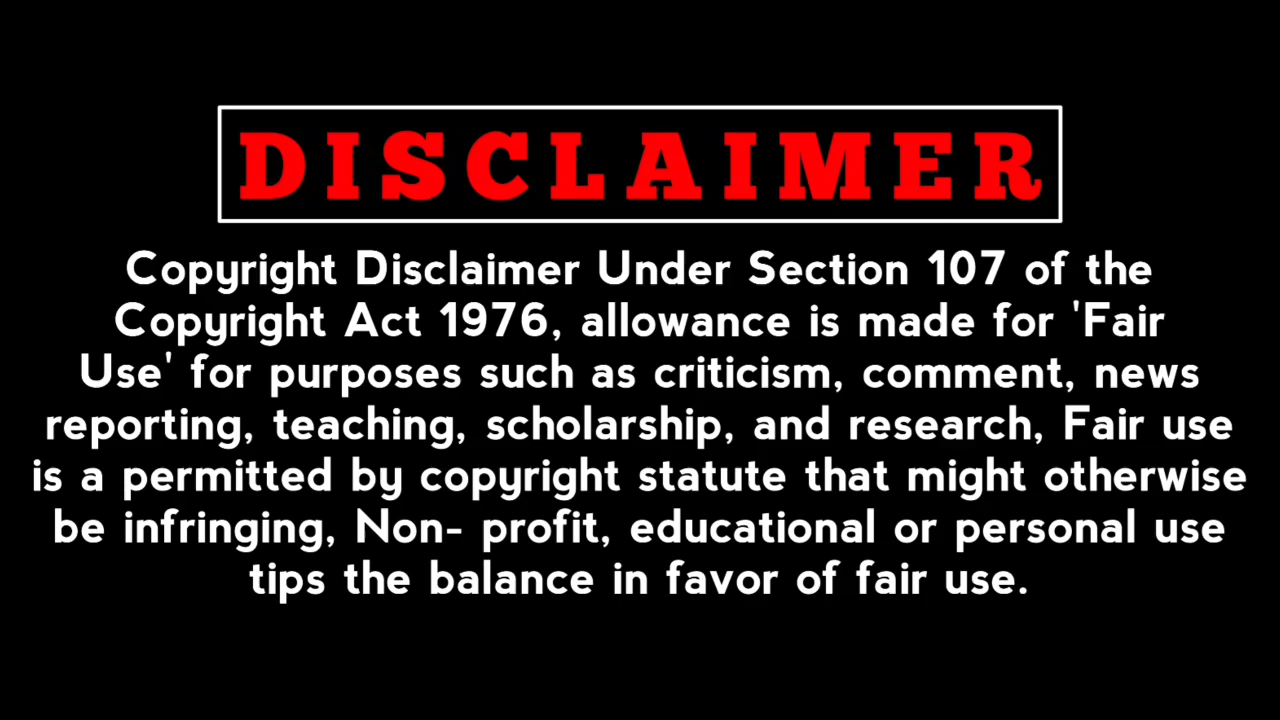 DISCLAIMER
Copyright Disclaimer Under Section 107 of the
Copyright Act 1976, allowance is made for 'Fair
Use' for purposes such as criticism, comment, news
reporting, teaching, scholarship, and research, Fair use
is a permitted by copyright statute that might otherwise
be infringing, Non- profit, educational or personal use
tips the balance in favor of fair use.